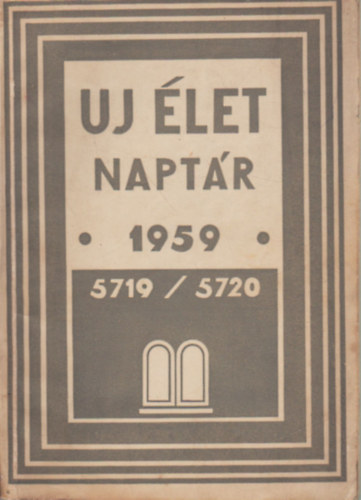 UJ ÉLET
NAPTÁR
• 1959 •
5719 / 5720